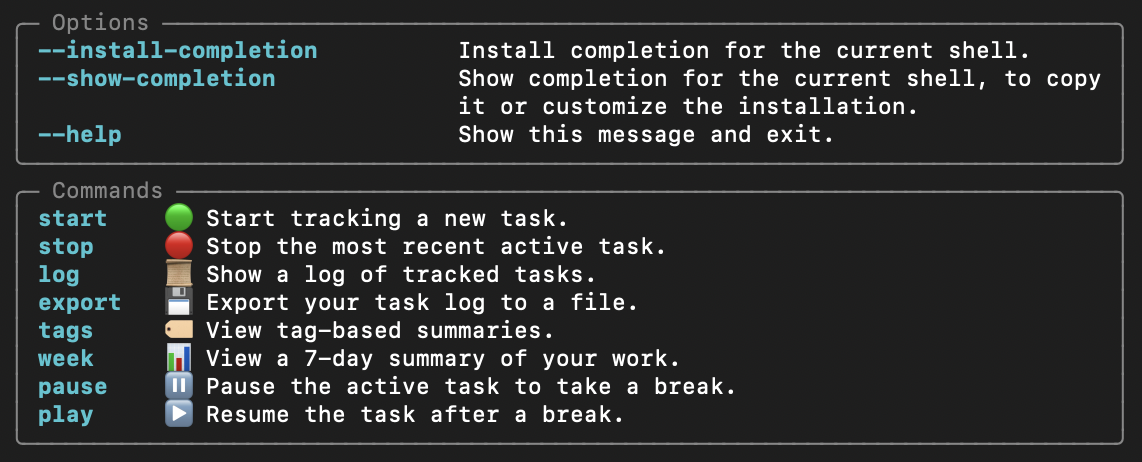 Options
--install-completion Install completion for the current shell.
--show-completion Show completion for the current shell, to copy
it or customize the installation.
--help Show this message and exit.
Commands
start 🟢 Start tracking a new task.
stop 🔴 Stop the most recent active task.
log 📜 Show a log of tracked tasks.
export 💾 Export your task log to a file.
tags 🏷️ View tag-based summaries.
week 📊 View a 7-day summary of your work.
pause ⏸️ Pause the active task to take a break.
play ▶️ Resume the task after a break.